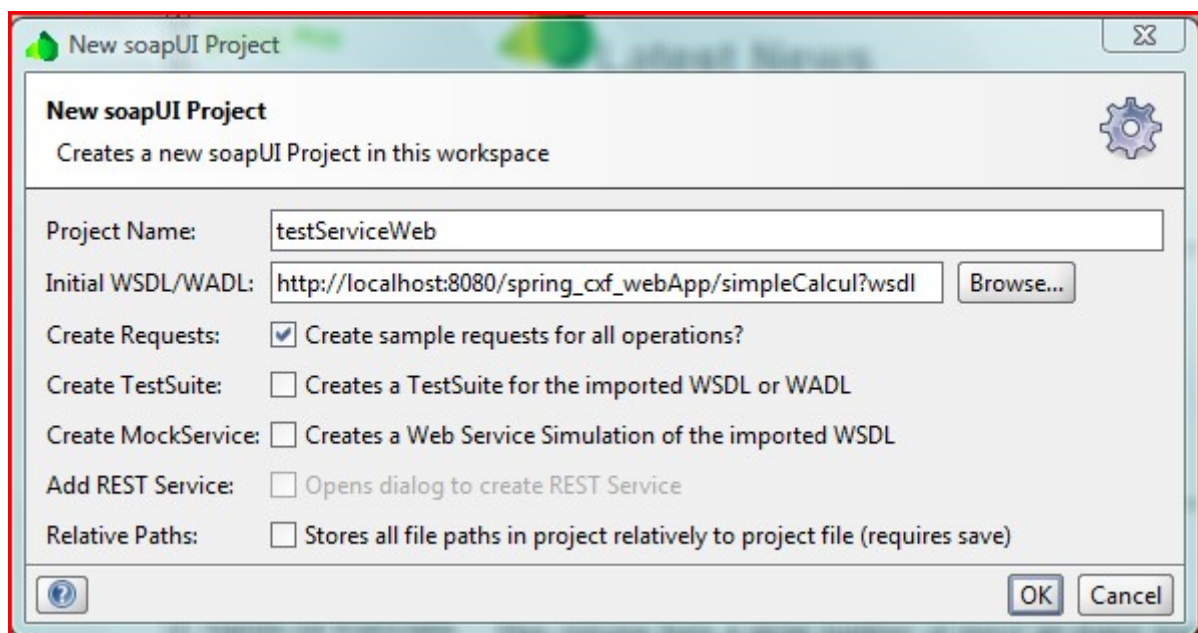 New soapUI Project
Latest News
New soapUI Project
Creates a new soapUI Project in this workspace
Project Name: testServiceWeb
Initial WSDL/WADL: http://localhost:8080/spring_cxf_webApp/simpleCalcul?wsdl Browse...
Create Requests: Create sample requests for all operations?
Create TestSuite: Creates a TestSuite for the imported WSDL or WADL
Create MockService: Creates a Web Service Simulation of the imported WSDL
Add REST Service: Opens dialog to create REST Service
Relative Paths: Stores all file paths in project relatively to project file (requires save)
? OK Cancel